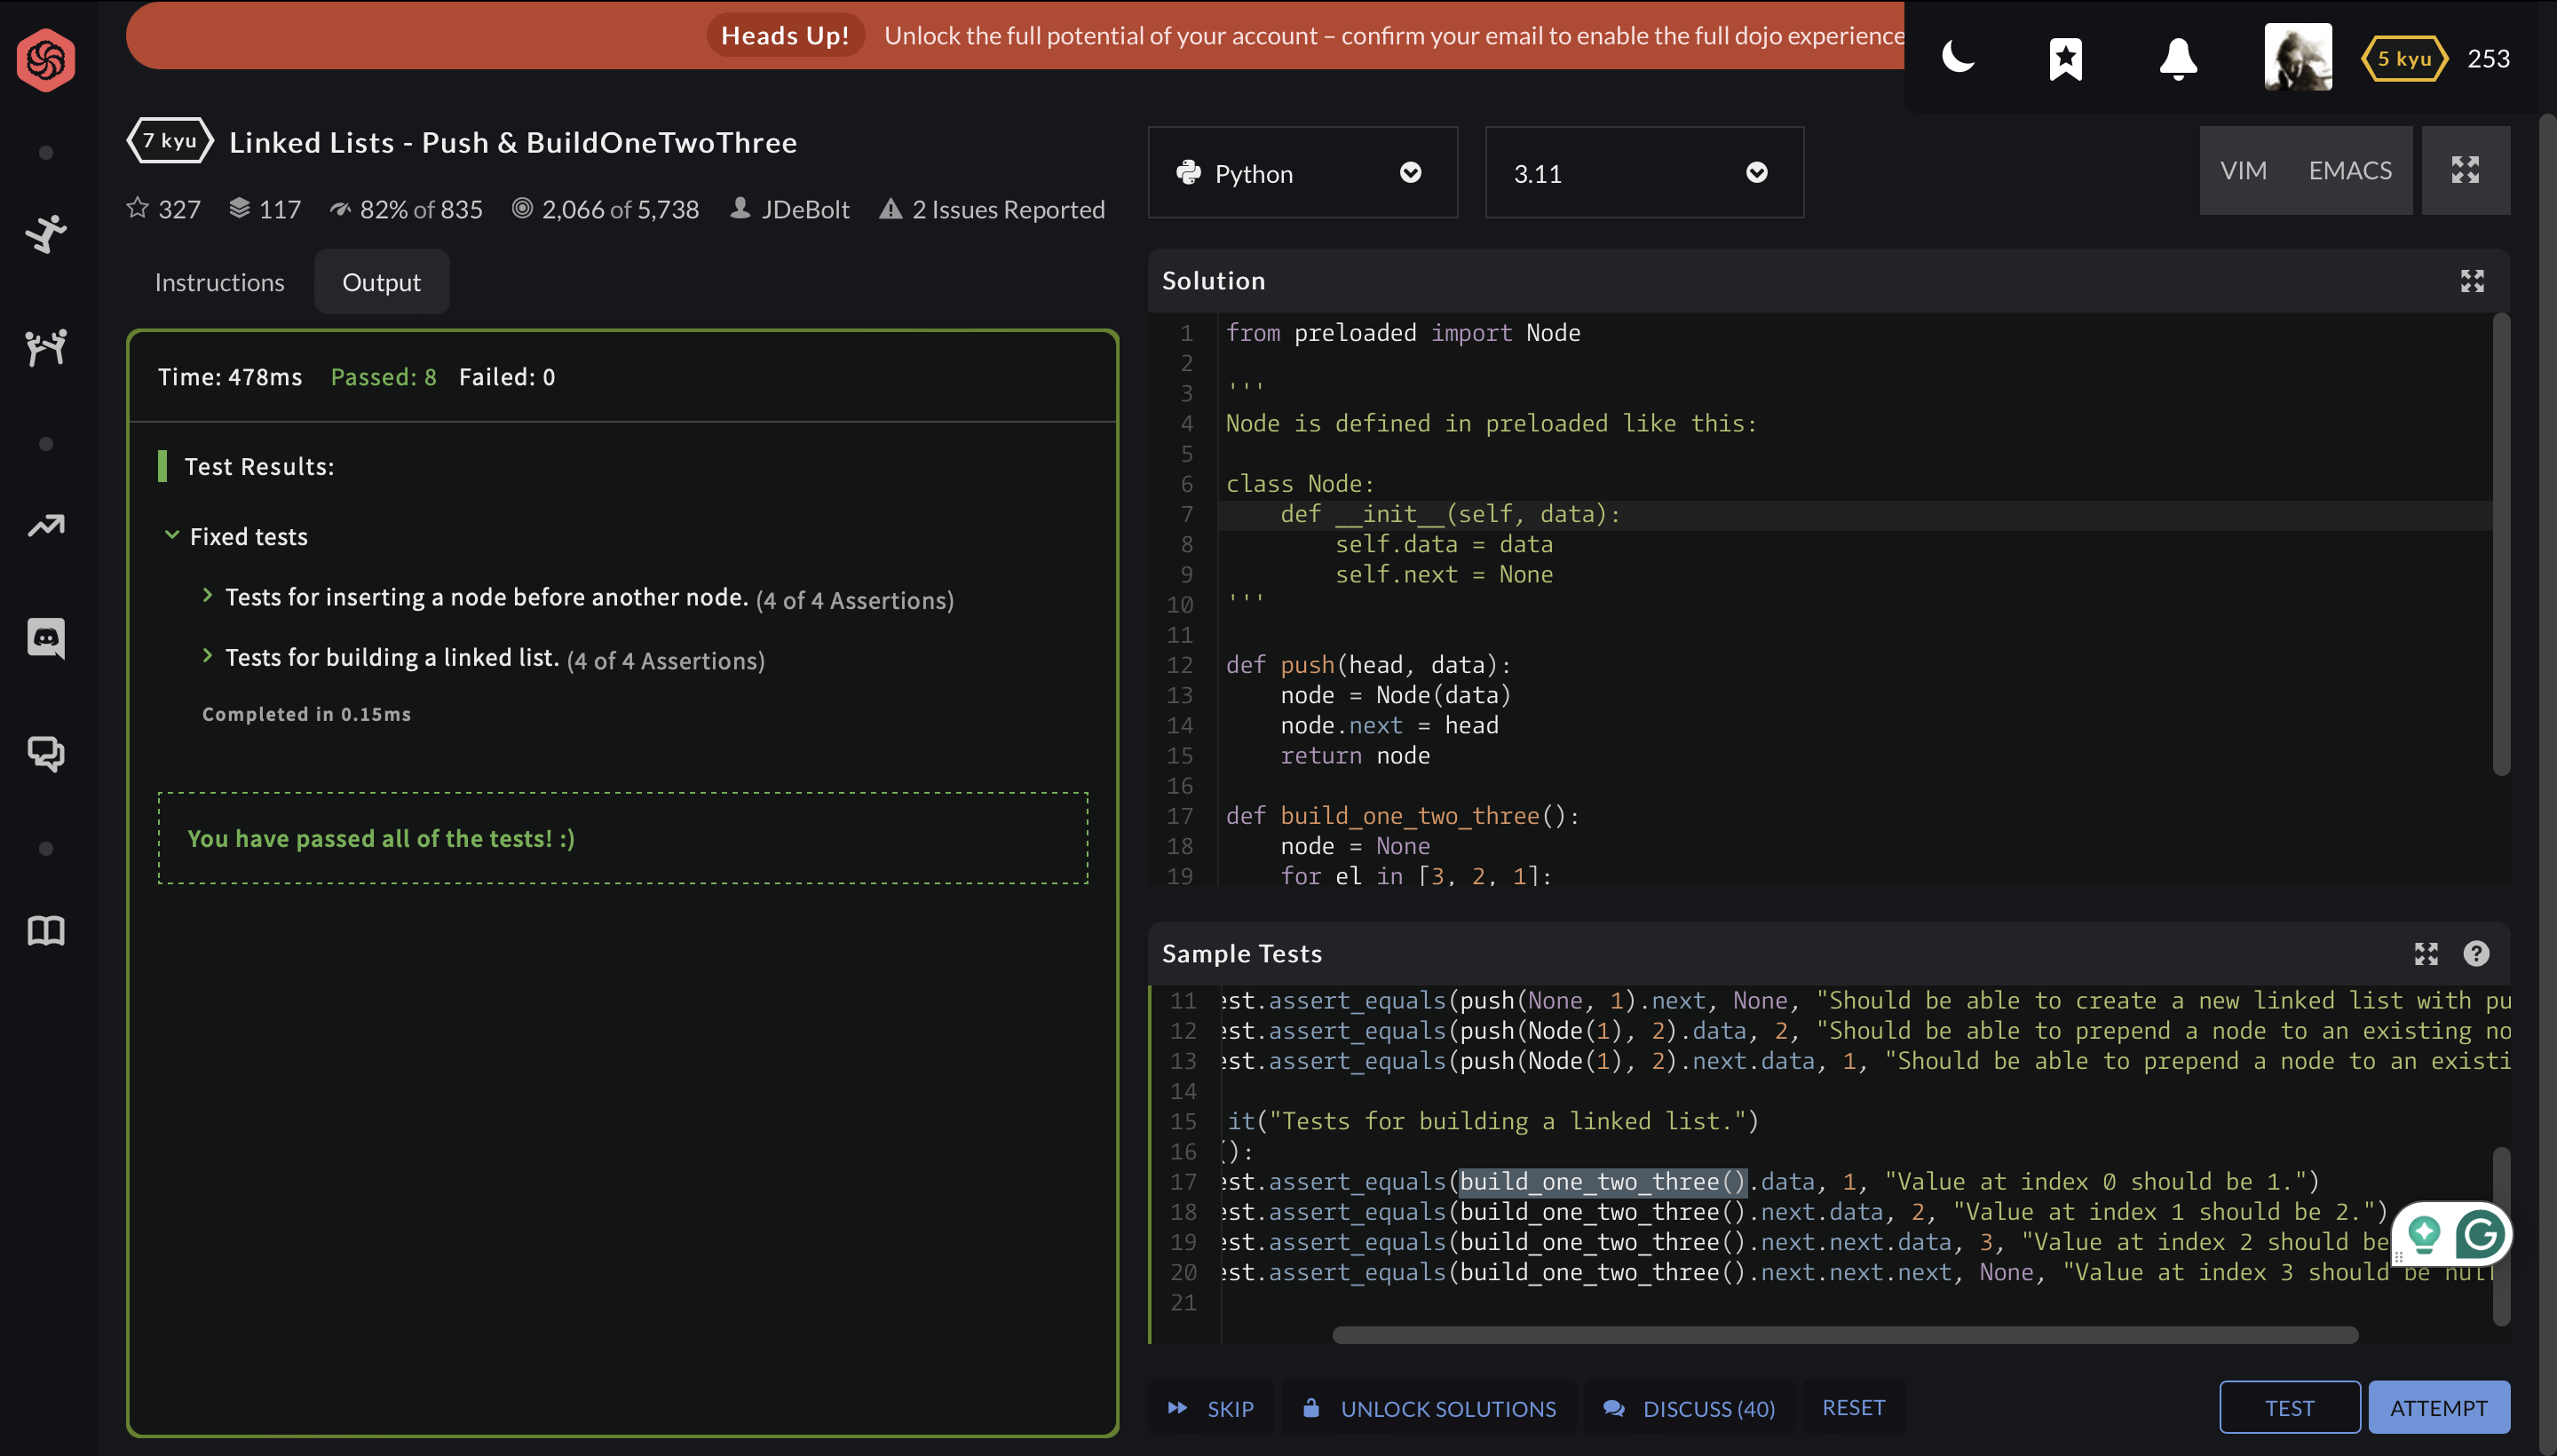 Heads Up! Unlock the full potential of your account – confirm your email to enable the full dojo experience
5 kyu 253
7 kyu Linked Lists - Push & BuildOneTwoThree
327 117 82% of 835 2,066 of 5,738 JDeBolt 2 Issues Reported
Instructions Output
Time: 478ms Passed: 8 Failed: 0
Test Results:
Fixed tests
Tests for inserting a node before another node. (4 of 4 Assertions)
Tests for building a linked list. (4 of 4 Assertions)
Completed in 0.15ms
You have passed all of the tests! :)
Python 3.11 VIM EMACS
Solution
1 from preloaded import Node
2
3 '''
4 Node is defined in preloaded like this:
5
6 class Node:
7 def __init__(self, data):
8 self.data = data
9 self.next = None
10 '''
11
12 def push(head, data):
13 node = Node(data)
14 node.next = head
15 return node
16
17 def build_one_two_three():
18 node = None
19 for el in [3, 2, 1]:
Sample Tests
11 est.assert_equals(push(None, 1).next, None, "Should be able to create a new linked list with pu
12 est.assert_equals(push(Node(1), 2).data, 2, "Should be able to prepend a node to an existing no
13 est.assert_equals(push(Node(1), 2).next.data, 1, "Should be able to prepend a node to an existi
14
15 it("Tests for building a linked list.")
16 ():
17 est.assert_equals(build_one_two_three().data, 1, "Value at index 0 should be 1.")
18 est.assert_equals(build_one_two_three().next.data, 2, "Value at index 1 should be 2.")
19 est.assert_equals(build_one_two_three().next.next.data, 3, "Value at index 2 should be
20 est.assert_equals(build_one_two_three().next.next.next, None, "Value at index 3 should be null
21
SKIP UNLOCK SOLUTIONS DISCUSS (40) RESET TEST ATTEMPT